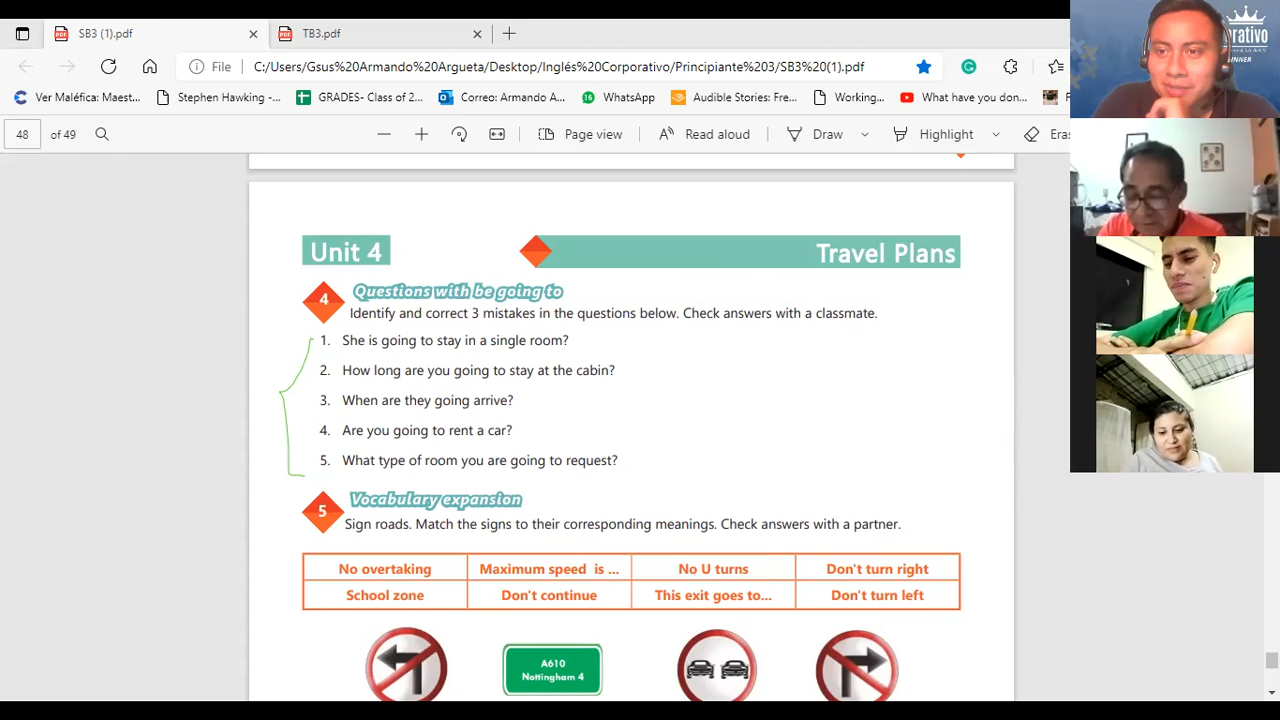 SB3 (1).pdf
TB3.pdf
File
C:/Users/Gsus%20Armando%20Argueta/Desktop/Inglés%20Corporativo/Principiante%203/SB3%20(1).pdf
Ver Maléfica: Maest...
Stephen Hawking -...
GRADES- Class of 2...
Correo: Armando A...
WhatsApp
Audible Stories: Fre...
Working...
What have you don...
48 of 49
Page view
Read aloud
Draw
Highlight
Eras
orativo
INNER
Unit 4
Travel Plans
4 Questions with be going to
Identify and correct 3 mistakes in the questions below. Check answers with a classmate.
1. She is going to stay in a single room?
2. How long are you going to stay at the cabin?
3. When are they going arrive?
4. Are you going to rent a car?
5. What type of room you are going to request?
5 Vocabulary expansion
Sign roads. Match the signs to their corresponding meanings. Check answers with a partner.
No overtaking Maximum speed is ... No U turns Don't turn right
School zone Don't continue This exit goes to... Don't turn left
A610
Nottingham 4